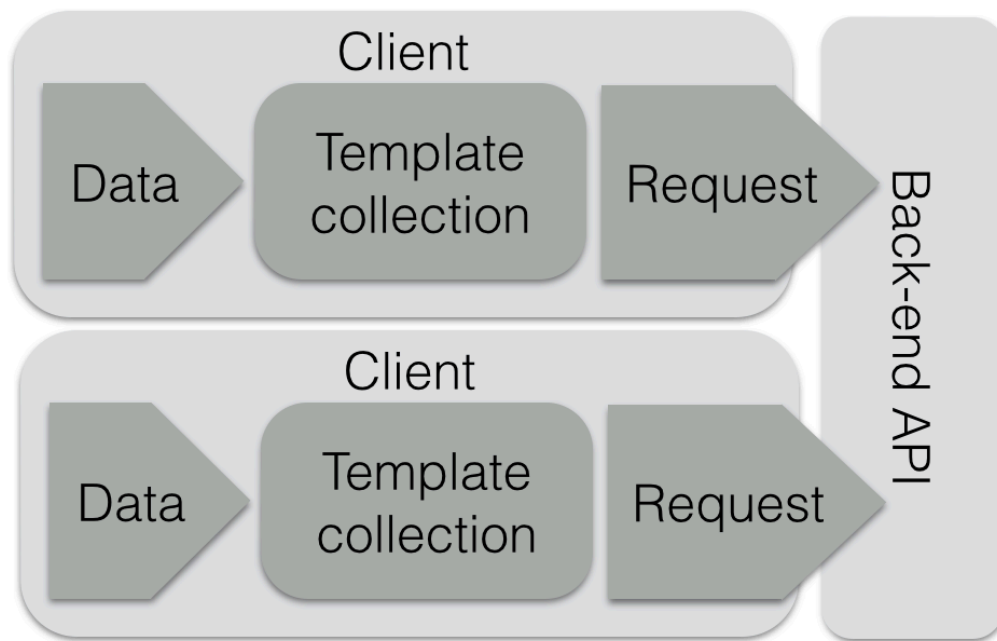 Client
Data
Template
collection
Request
Client
Data
Template
collection
Request
Back-end API